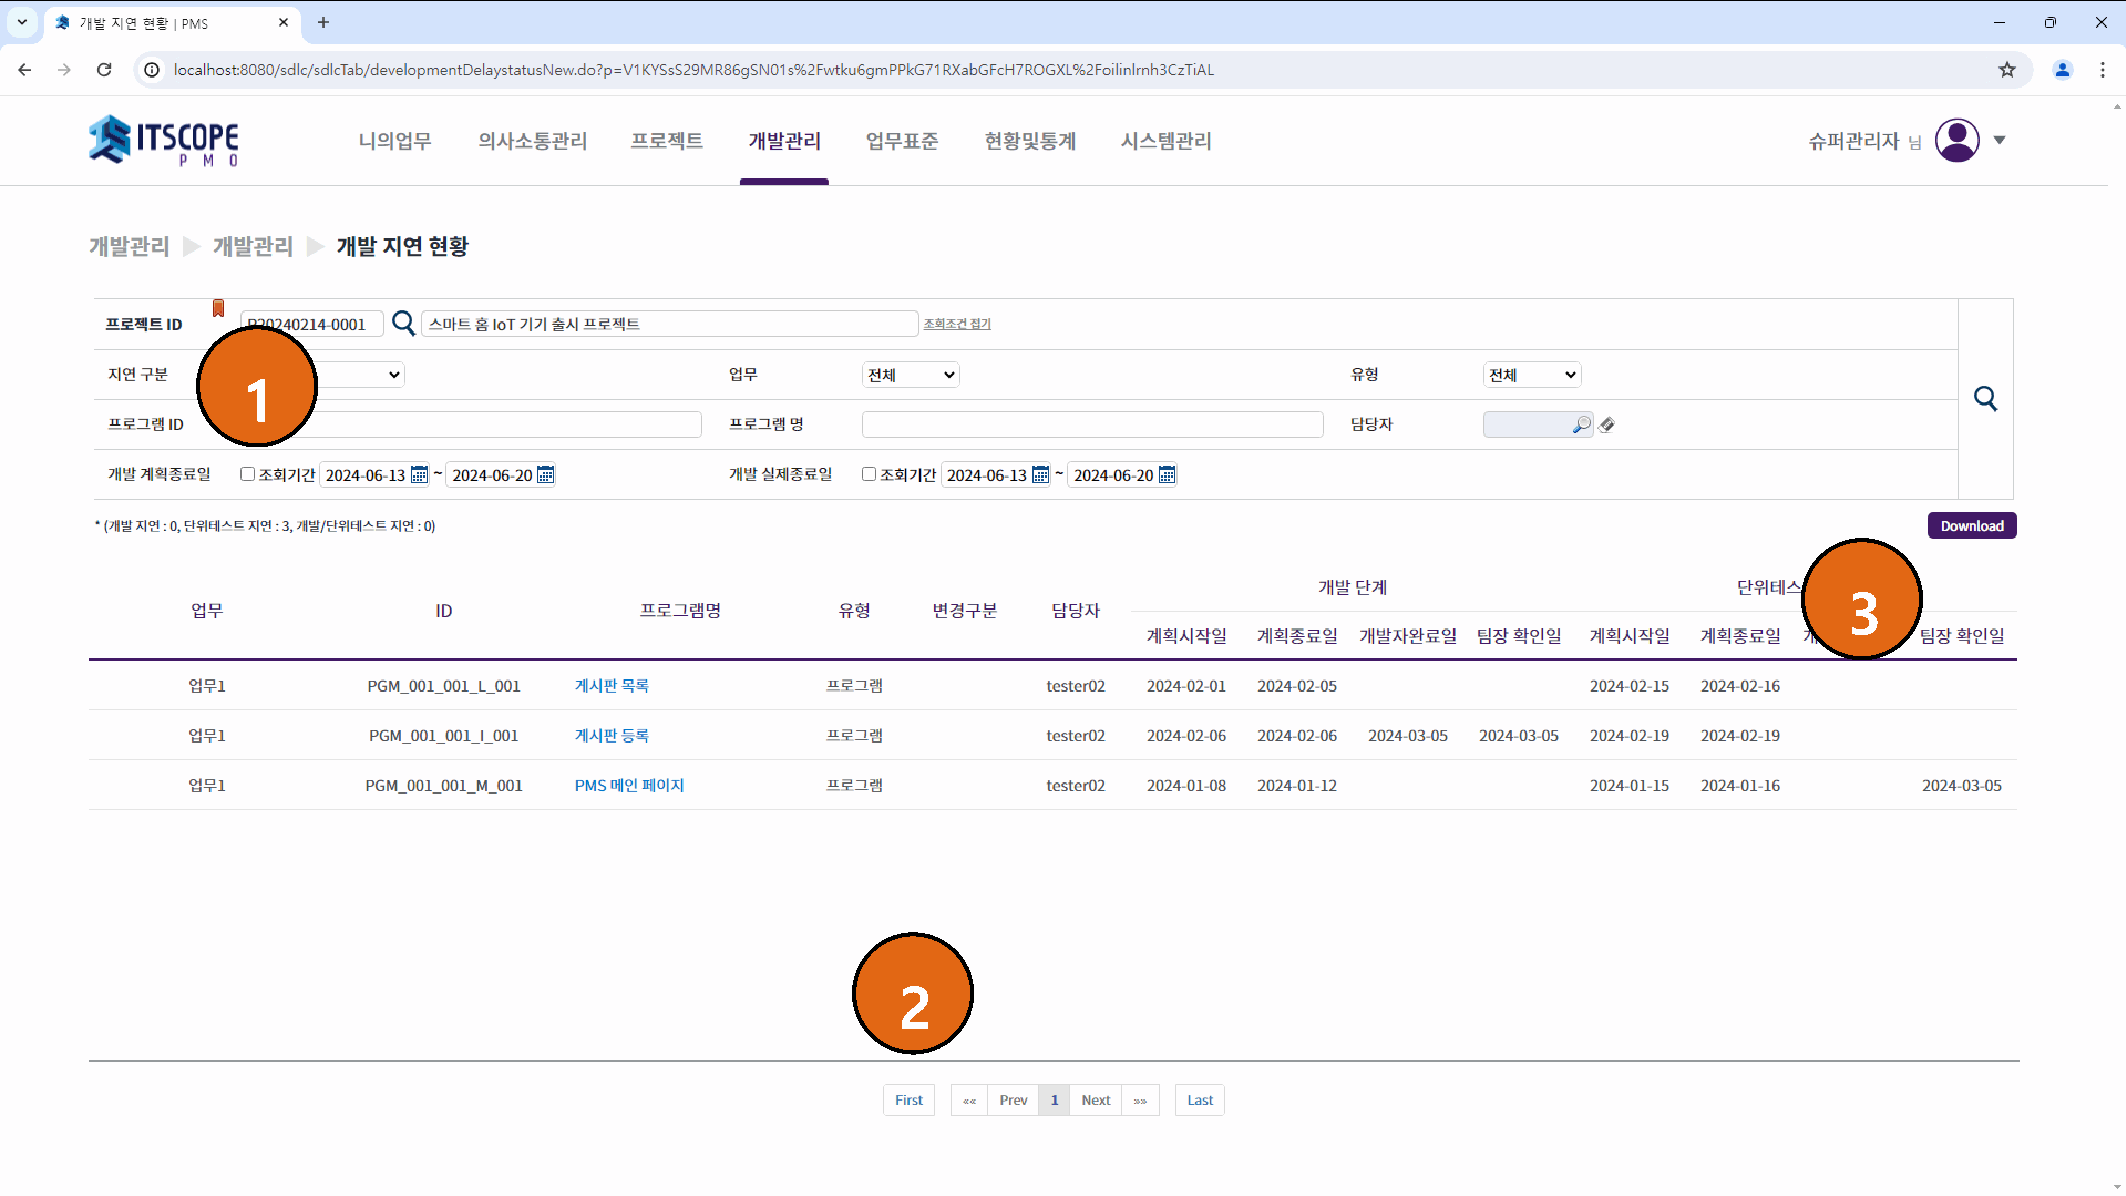 개발 지연 현황 | PMS
localhost:8080/sdlc/sdlcTab/developmentDelaystatusNew.do?p=V1KYSsS29MR86gSN01s%2Fwtku6gmPPkG71RXabGFcH7ROGXL%2Foilinlrnh3CzTiAL
ITSCOPE
PMO
나의업무 의사소통관리 프로젝트 개발관리 업무표준 현황및통계 시스템관리 슈퍼관리자 님
개발관리 개발관리 개발 지연 현황
프로젝트 ID P20240214-0001 스마트 홈 IoT 기기 출시 프로젝트 조회조건 접기
지연 구분 업무 전체 유형 전체
1
프로그램 ID 프로그램 명 담당자
개발 계획종료일 조회기간 2024-06-13 ~ 2024-06-20 개발 실제종료일 조회기간 2024-06-13 ~ 2024-06-20
* (개발 지연 : 0, 단위테스트 지연 : 3, 개발/단위테스트 지연 : 0) Download
업무 ID 프로그램명 유형 변경구분 담당자 개발 단계
3
계획시작일 계획종료일 개발자완료일 팀장 확인일 계획시작일 계획종료일 팀장 확인일
업무1 PGM_001_001_L_001 게시판 목록 프로그램 tester02 2024-02-01 2024-02-05 2024-02-15 2024-02-16
업무1 PGM_001_001_I_001 게시판 등록 프로그램 tester02 2024-02-06 2024-02-06 2024-03-05 2024-03-05 2024-02-19 2024-02-19
업무1 PGM_001_001_M_001 PMS 메인 페이지 프로그램 tester02 2024-01-08 2024-01-12 2024-01-15 2024-01-16 2024-03-05
2
First «« Prev 1 Next »» Last